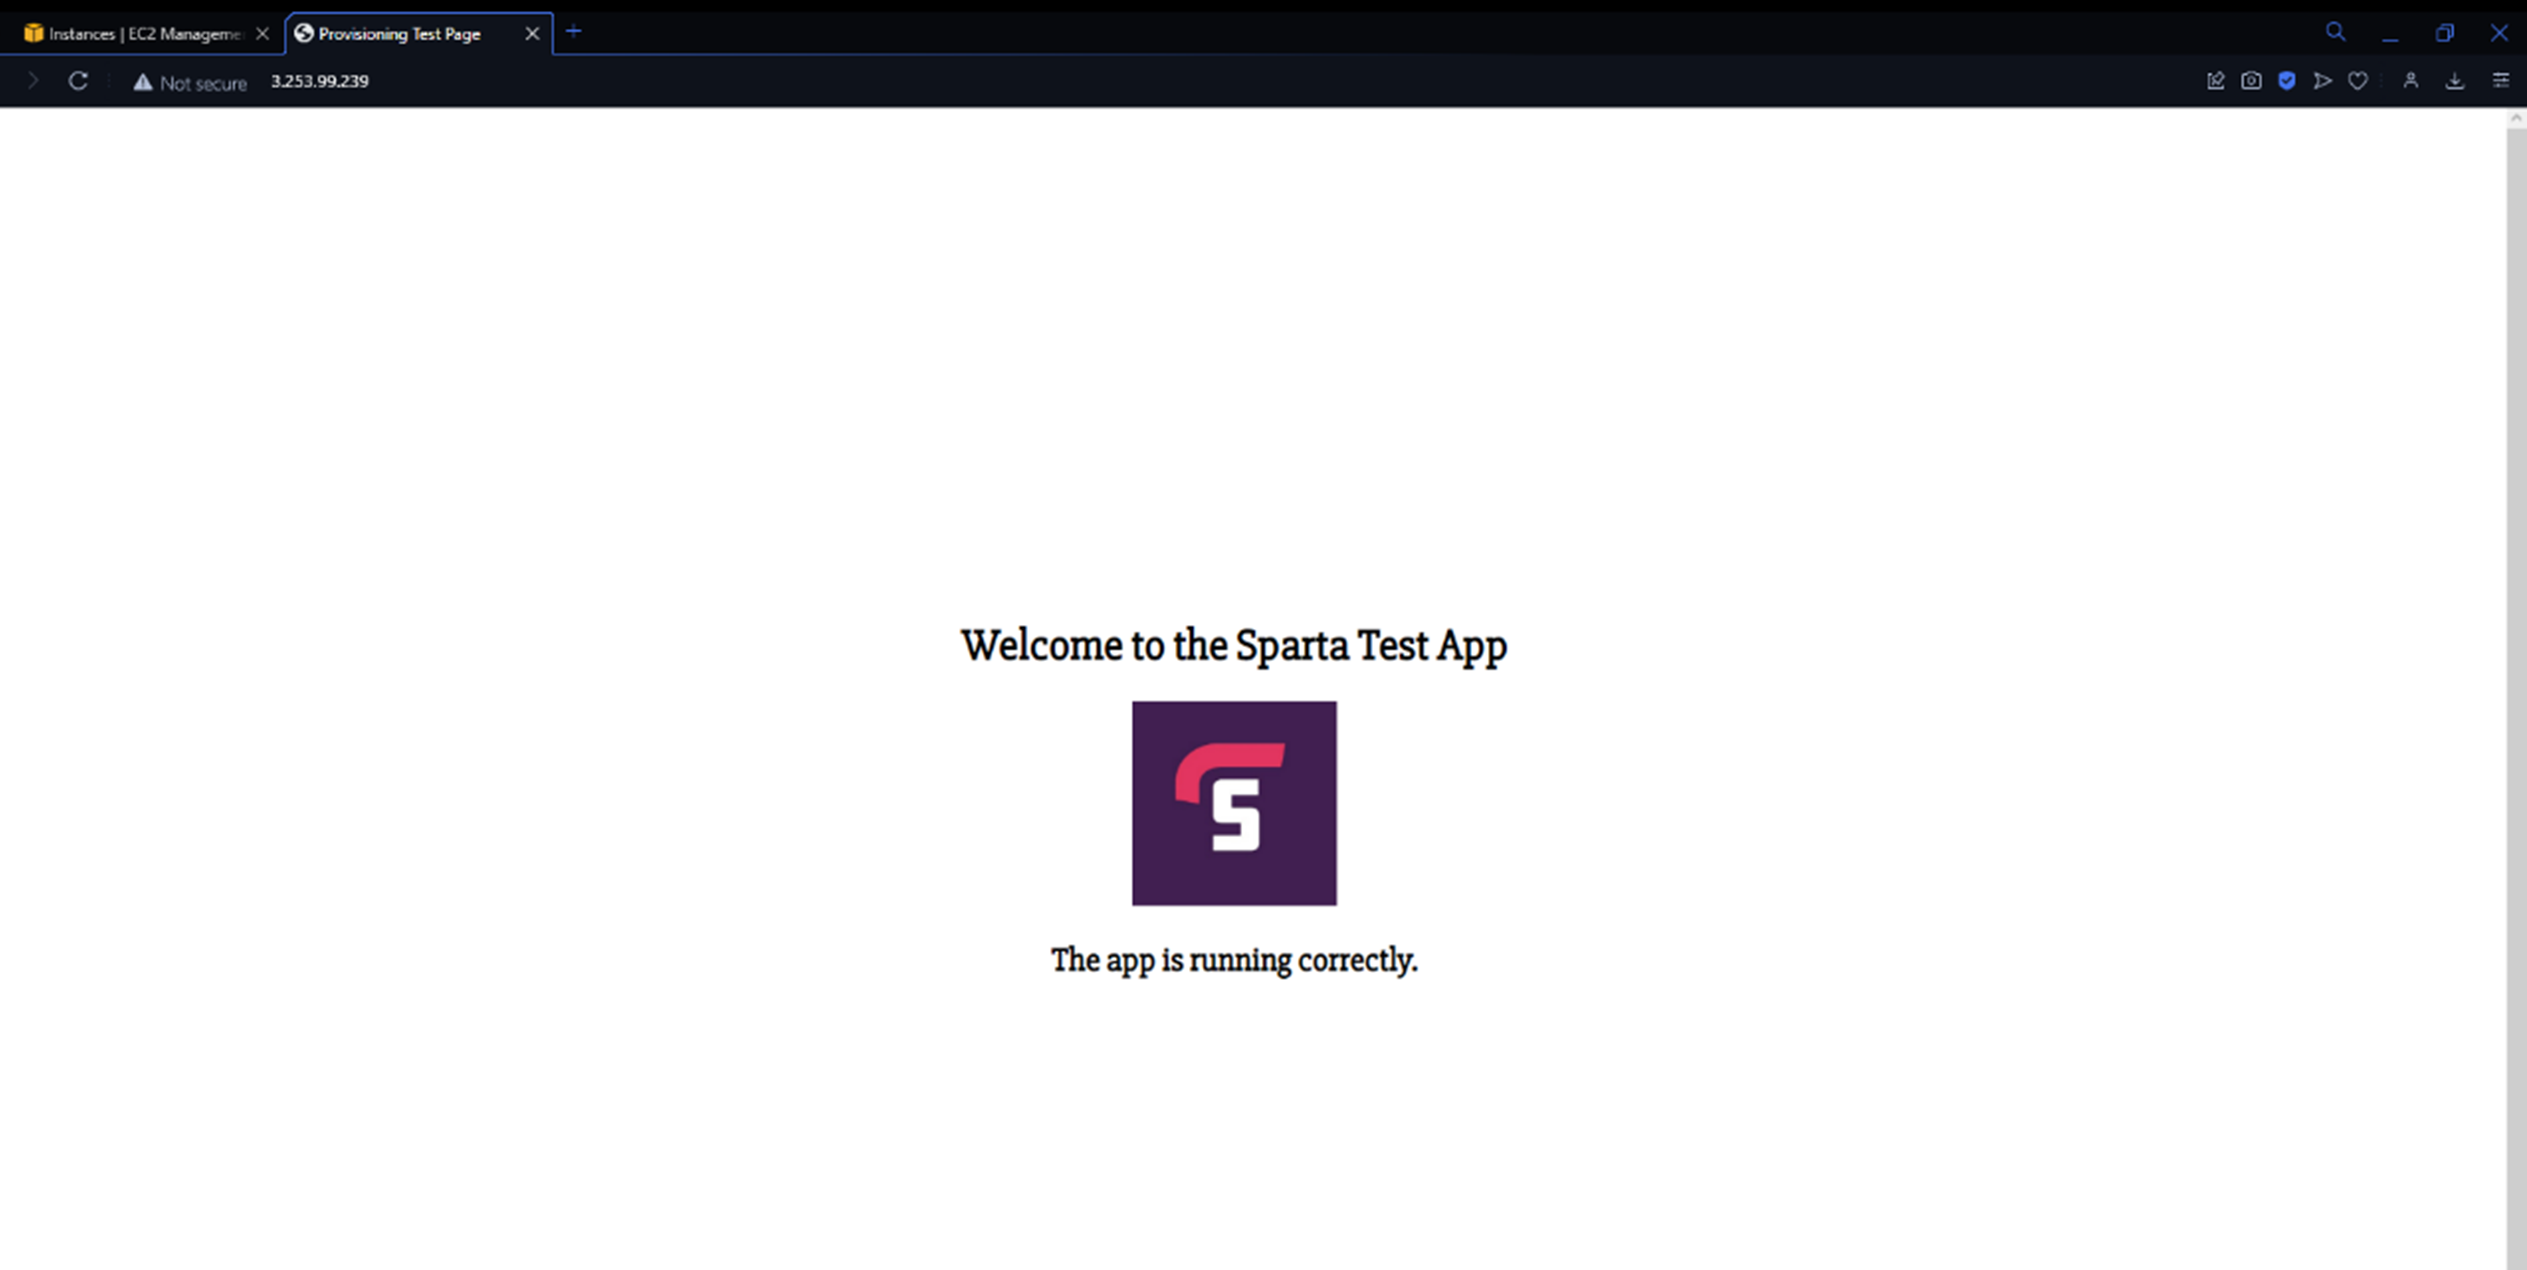 Instances | EC2 Manageme
Provisioning Test Page
Not secure
3.253.99.239
Welcome to the Sparta Test App
S
The app is running correctly.